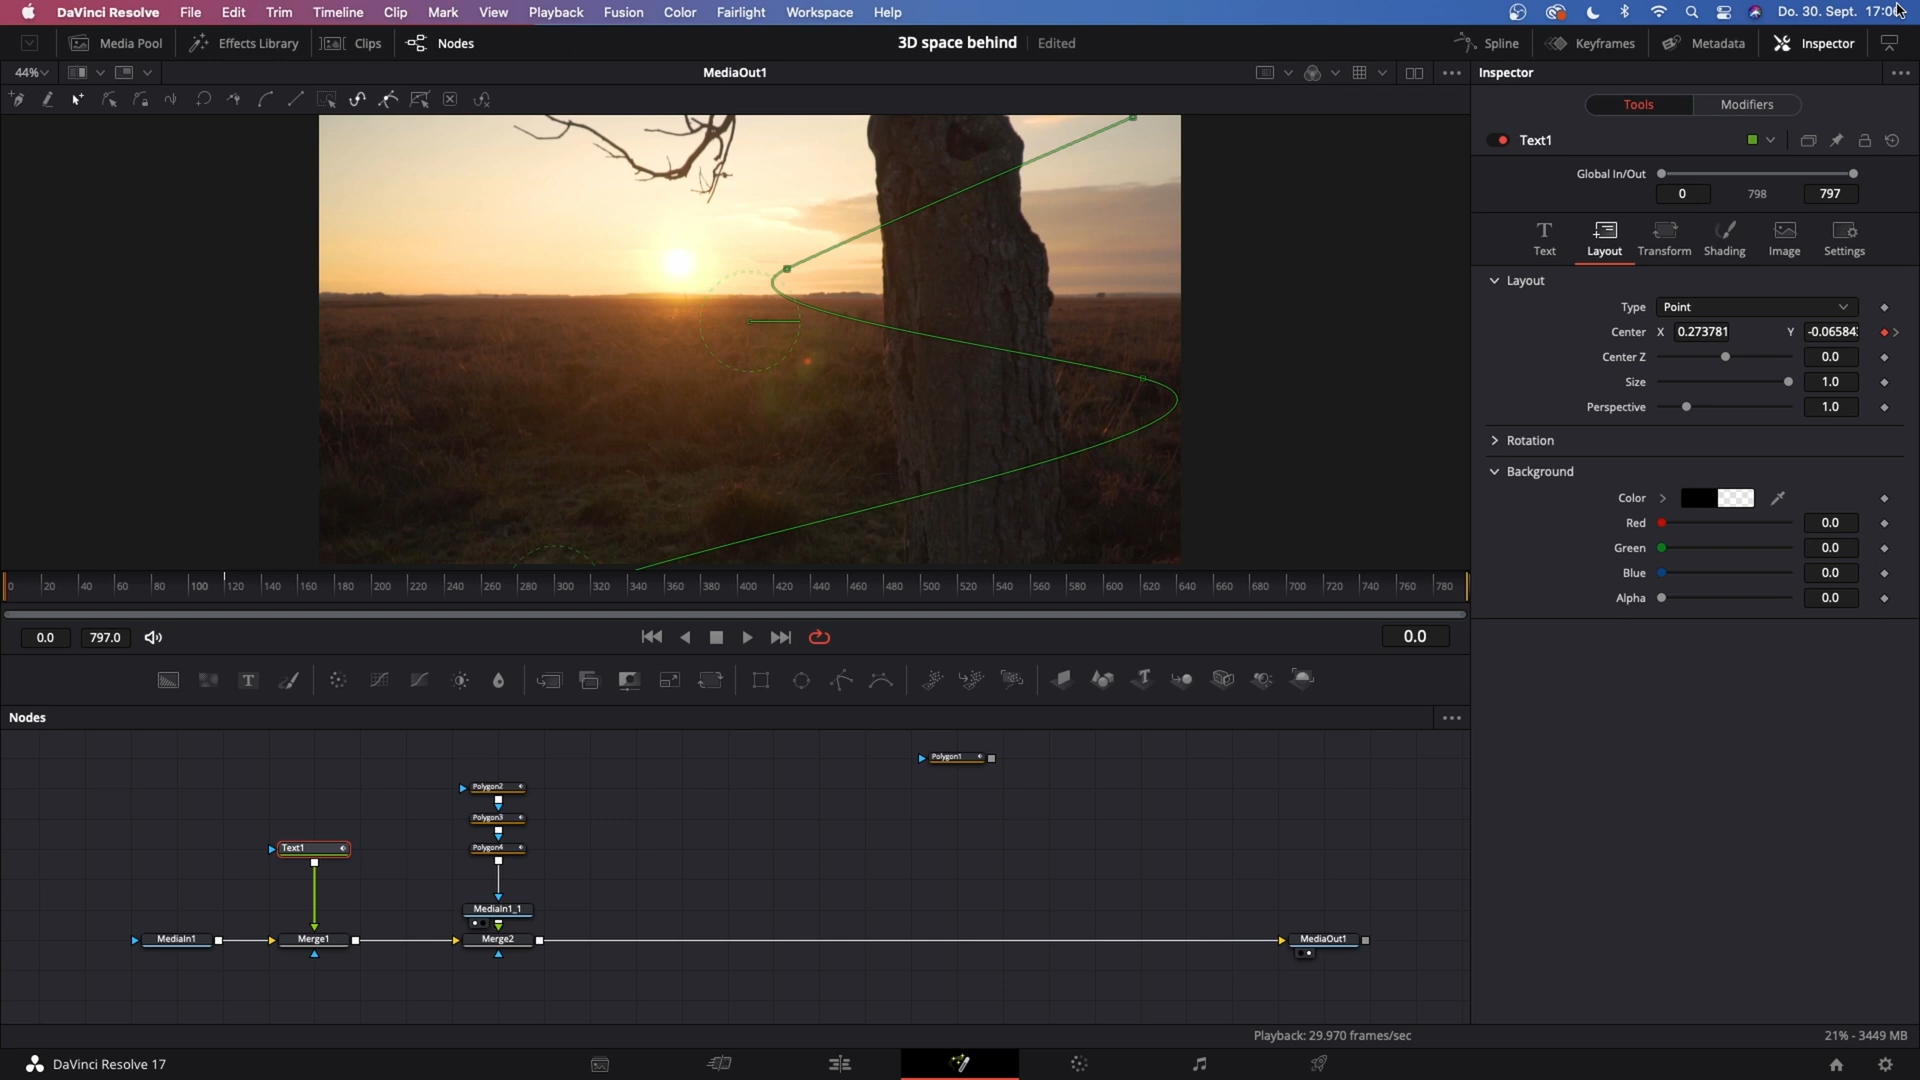 DaVinci Resolve File Edit Trim Timeline Clip Mark View Playback Fusion Color Fairlight Workspace Help Do. 30. Sept. 17:0
Media Pool Effects Library Clips Nodes 3D space behind Edited Spline Keyframes Metadata Inspector
44% MediaOut1 Inspector
Tools Modifiers
Text1
Global In/Out
0 798 797
Text Layout Transform Shading Image Settings
Layout
Type Point
Center X 0.273781 Y -0.06584
Center Z 0.0
Size 1.0
Perspective 1.0
Rotation
Background
Color
Red 0.0
Green 0.0
Blue 0.0
Alpha 0.0
0 20 40 60 80 100 120 140 160 180 200 220 240 260 280 300 320 340 360 380 400 420 440 460 480 500 520 540 560 580 600 620 640 660 680 700 720 740 760 780
0.0 797.0 0.0
Nodes
Polygon1
Polygon2
Polygon3
Text1 Polygon4
MediaIn1_1
MediaIn1 Merge1 Merge2 MediaOut1
Playback: 29.970 frames/sec 21% - 3449 MB
DaVinci Resolve 17